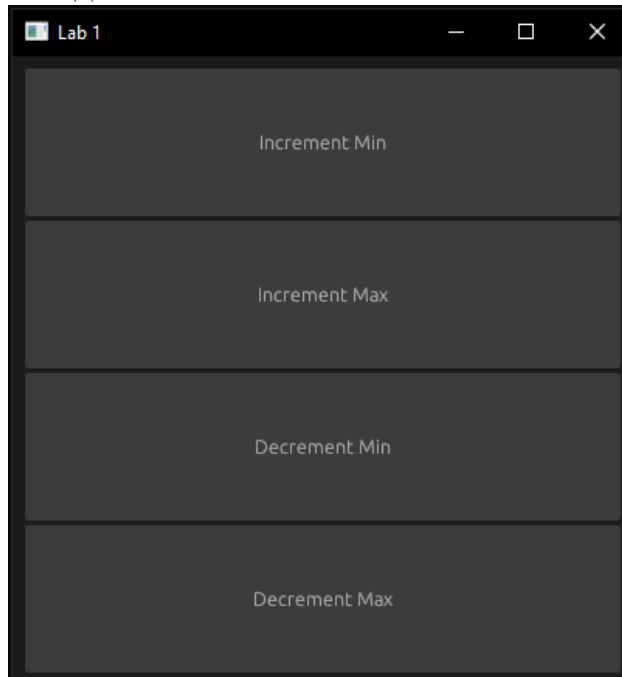 Lab 1
Increment Min
Increment Max
Decrement Min
Decrement Max